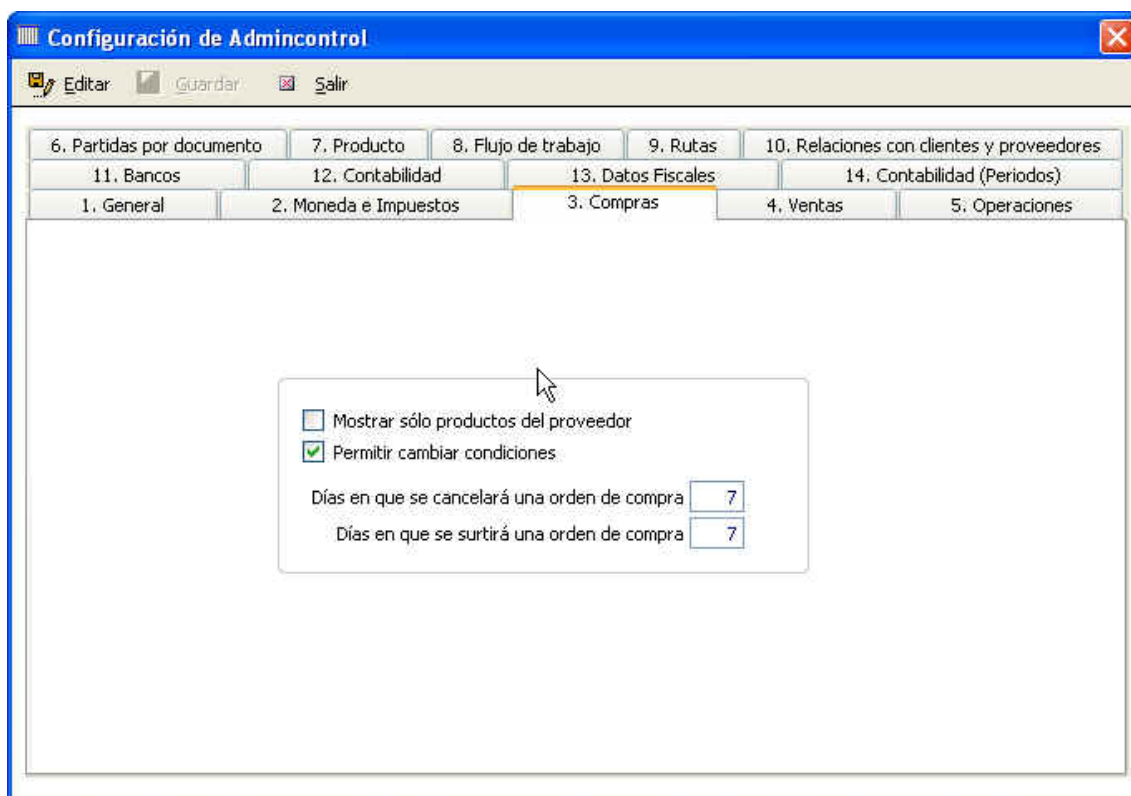 Configuración de Admincontrol
Editar Guardar Salir
6. Partidas por documento 7. Producto 8. Flujo de trabajo 9. Rutas 10. Relaciones con clientes y proveedores
11. Bancos 12. Contabilidad 13. Datos Fiscales 14. Contabilidad (Periodos)
1. General 2. Moneda e Impuestos 3. Compras 4. Ventas 5. Operaciones
Mostrar sólo productos del proveedor
Permitir cambiar condiciones
Días en que se cancelará una orden de compra 7
Días en que se surtirá una orden de compra 7